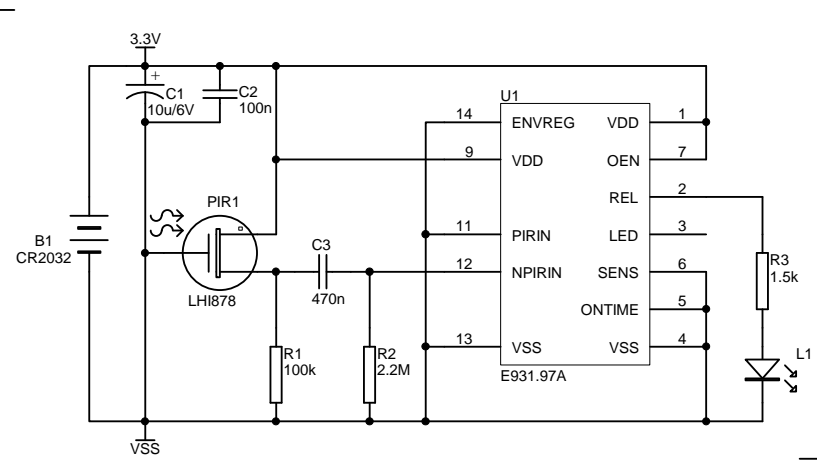 3.3V
+
C1
10u/6V
C2
100n
U1
14
ENVREG
VDD
1
9
VDD
OEN
7
REL
2
PIR1
11
PIRIN
LED
3
B1
CR2032
C3
12
NPIRIN
SENS
6
R3
1.5k
LHI878
470n
ONTIME
5
R1
100k
R2
2.2M
13
VSS
VSS
4
L1
E931.97A
VSS